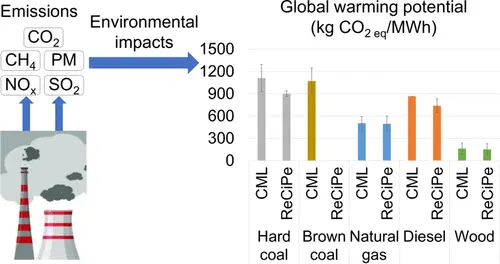 Emissions
CO2
CH4 PM
NOx SO2
Environmental
impacts
Global warming potential
(kg CO2 eq/MWh)
1500
1200
900
600
300
0
CML
ReCiPe
CML
ReCiPe
CML
ReCiPe
CML
ReCiPe
CML
ReCiPe
Hard
coal
Brown
coal
Natural
gas
Diesel
Wood